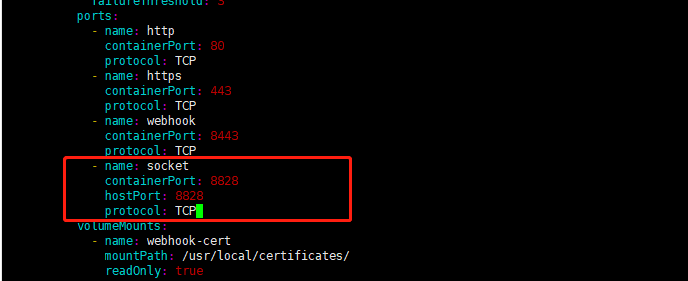 failureThreshold: 5
ports:
- name: http
containerPort: 80
protocol: TCP
- name: https
containerPort: 443
protocol: TCP
- name: webhook
containerPort: 8443
protocol: TCP
- name: socket
containerPort: 8828
hostPort: 8828
protocol: TCP
volumeMounts:
- name: webhook-cert
mountPath: /usr/local/certificates/
readOnly: true